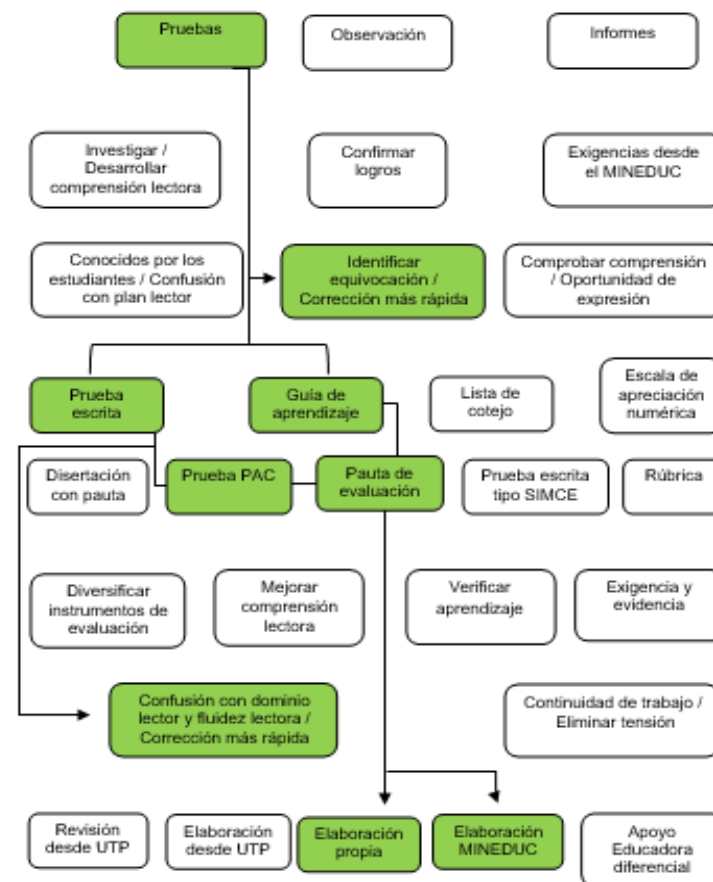 Pruebas
Observación
Informes
Investigar /
Desarrollar
comprensión lectora
Confirmar
logros
Exigencias desde
el MINEDUC
Conocidos por los
estudiantes / Confusión
con plan lector
Identificar
equivocación /
Corrección más rápida
Comprobar comprensión
/ Oportunidad de
expresión
Prueba
escrita
Guía de
aprendizaje
Lista de
cotejo
Escala de
apreciación
numérica
Disertación
con pauta
Prueba PAC
Pauta de
evaluación
Prueba escrita
tipo SIMCE
Rúbrica
Diversificar
instrumentos de
evaluación
Mejorar
comprensión
lectora
Verificar
aprendizaje
Exigencia y
evidencia
Confusión con dominio
lector y fluidez lectora /
Corrección más rápida
Continuidad de trabajo /
Eliminar tensión
Revisión
desde UTP
Elaboración
desde UTP
Elaboración
propia
Elaboración
MINEDUC
Apoyo
Educadora
diferencial